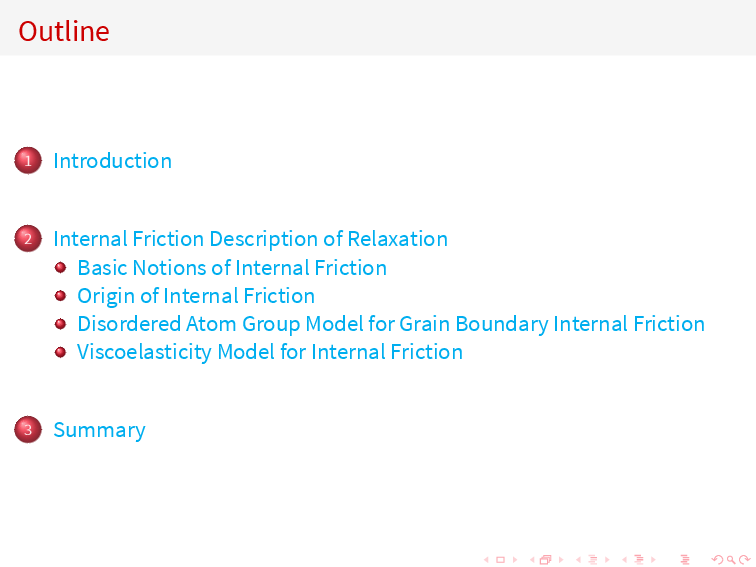 Outline
1 Introduction
2 Internal Friction Description of Relaxation
Basic Notions of Internal Friction
Origin of Internal Friction
Disordered Atom Group Model for Grain Boundary Internal Friction
Viscoelasticity Model for Internal Friction
3 Summary